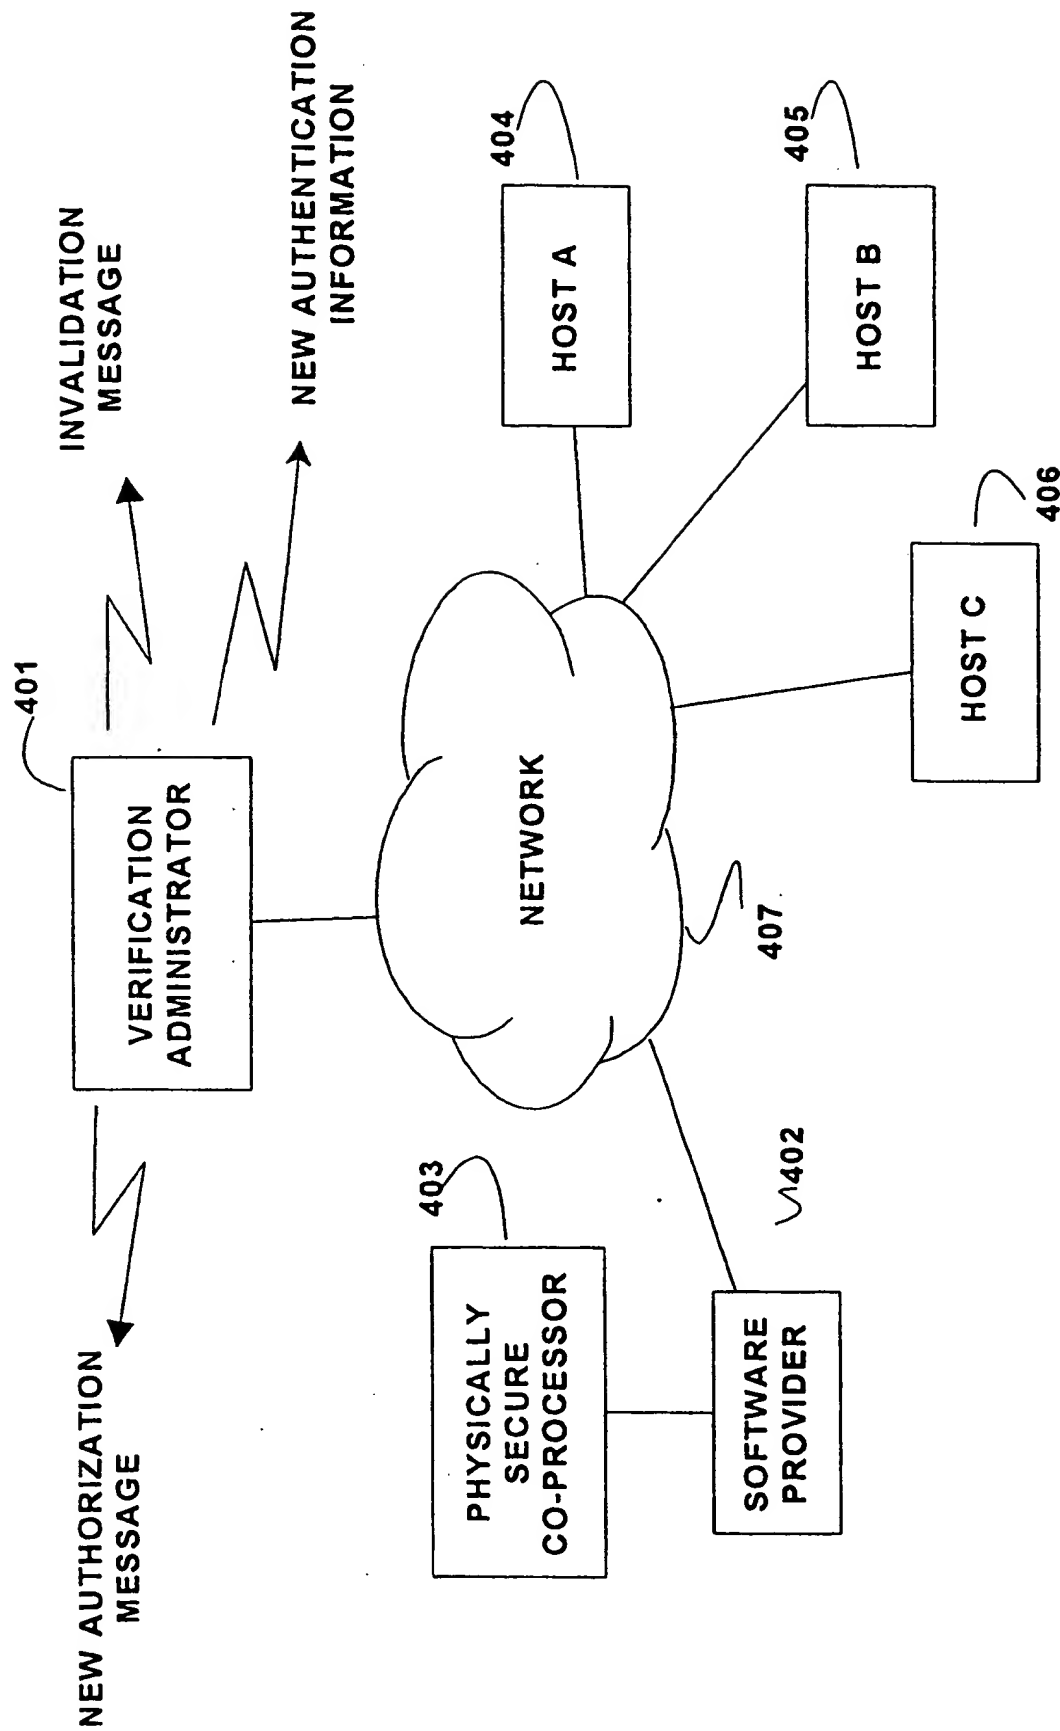 NEW AUTHORIZATION
MESSAGE
401
VERIFICATION
ADMINISTRATOR
INVALIDATION
MESSAGE
NEW AUTHENTICATION
INFORMATION
403
PHYSICALLY
SECURE
CO-PROCESSOR
402
SOFTWARE
PROVIDER
NETWORK
407
404
HOST A
405
HOST B
406
HOST C